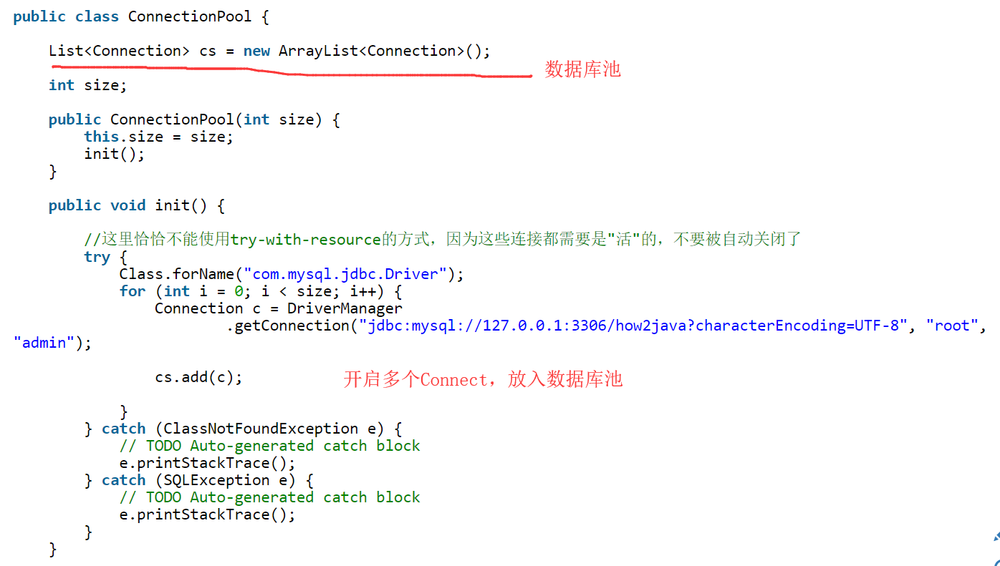 public class ConnectionPool {
List<Connection> cs = new ArrayList<Connection>();
数据库池
int size;
public ConnectionPool(int size) {
this.size = size;
init();
}
public void init() {
//这里恰恰不能使用try-with-resource的方式，因为这些连接都需要是"活"的，不要被自动关闭了
try {
Class.forName("com.mysql.jdbc.Driver");
for (int i = 0; i < size; i++) {
Connection c = DriverManager
.getConnection("jdbc:mysql://127.0.0.1:3306/how2java?characterEncoding=UTF-8", "root",
"admin");
cs.add(c);
开启多个Connect，放入数据库池
}
} catch (ClassNotFoundException e) {
// TODO Auto-generated catch block
e.printStackTrace();
} catch (SQLException e) {
// TODO Auto-generated catch block
e.printStackTrace();
}
}